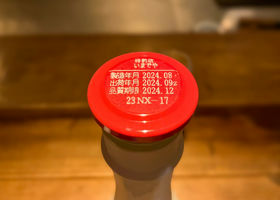 特約店
いまでや
製造年月 2024.08
出荷年月 2024.09
品質期限 2024.12
23 NX-17